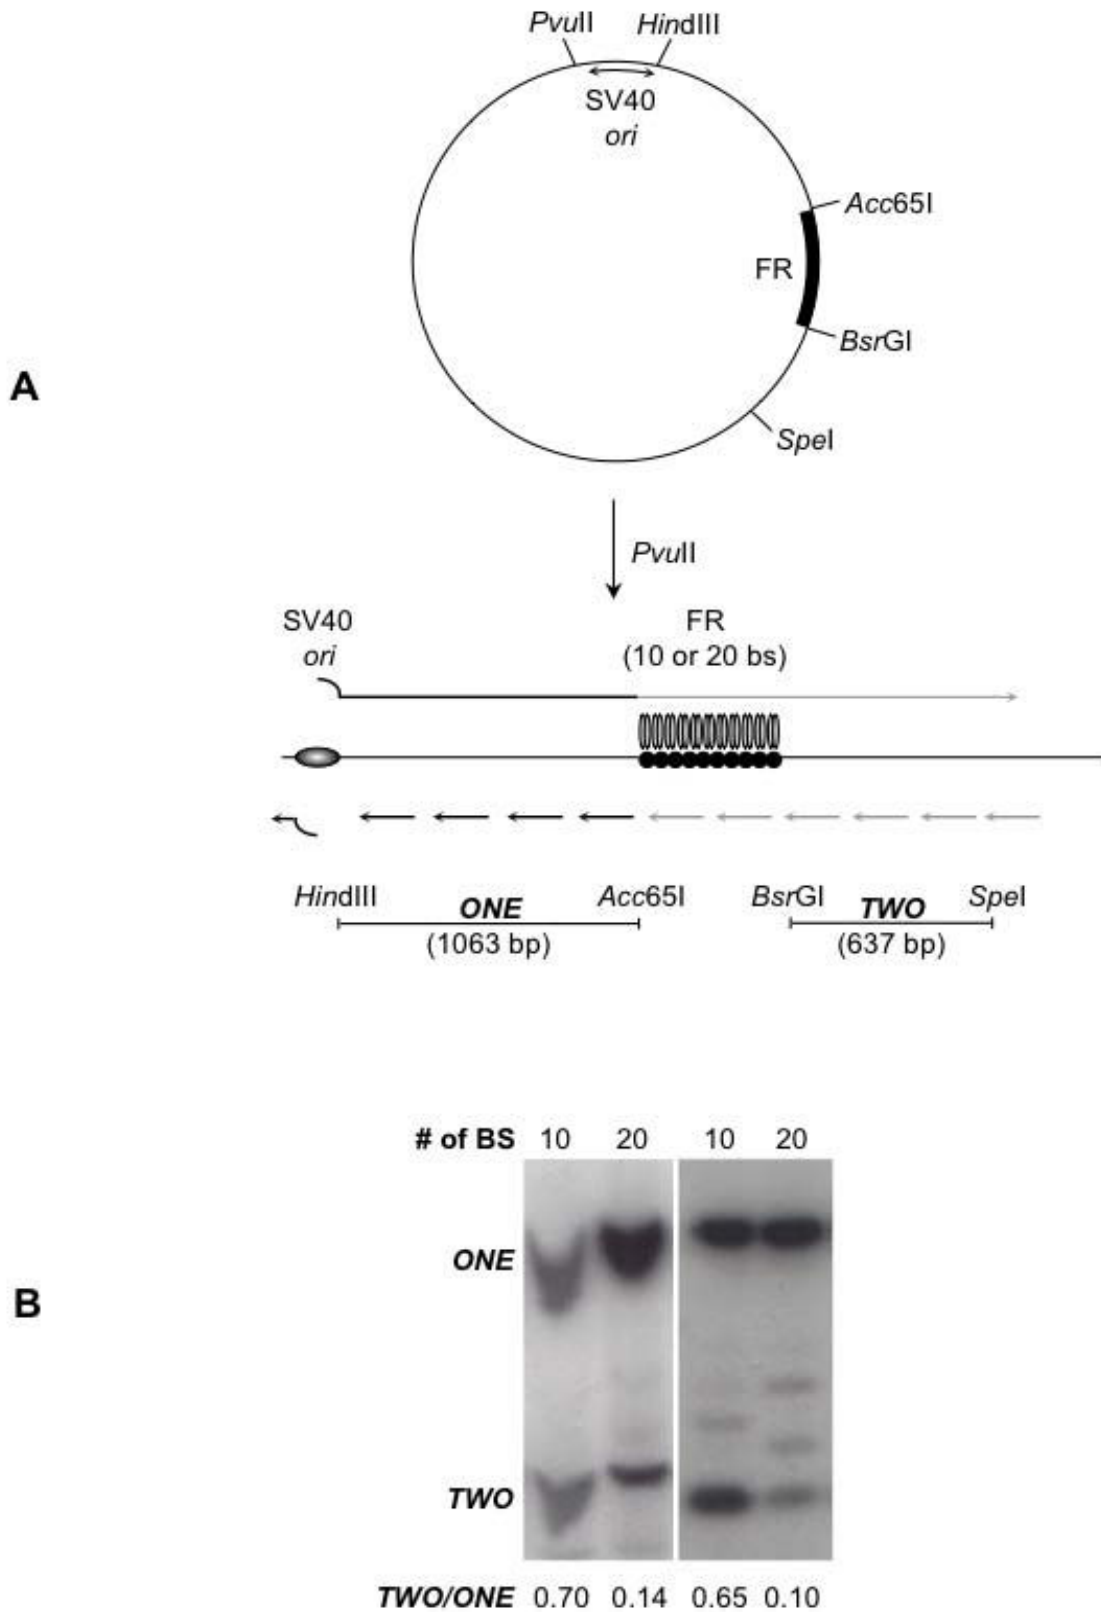 PvuII HindIII
SV40
ori
Acc65I
FR
BsrGI
A
SpeI
PvuII
SV40 FR
ori (10 or 20 bs)
HindIII ONE Acc65I BsrGI TWO SpeI
(1063 bp) (637 bp)
# of BS 10 20 10 20
ONE
B
TWO
TWO/ONE 0.70 0.14 0.65 0.10